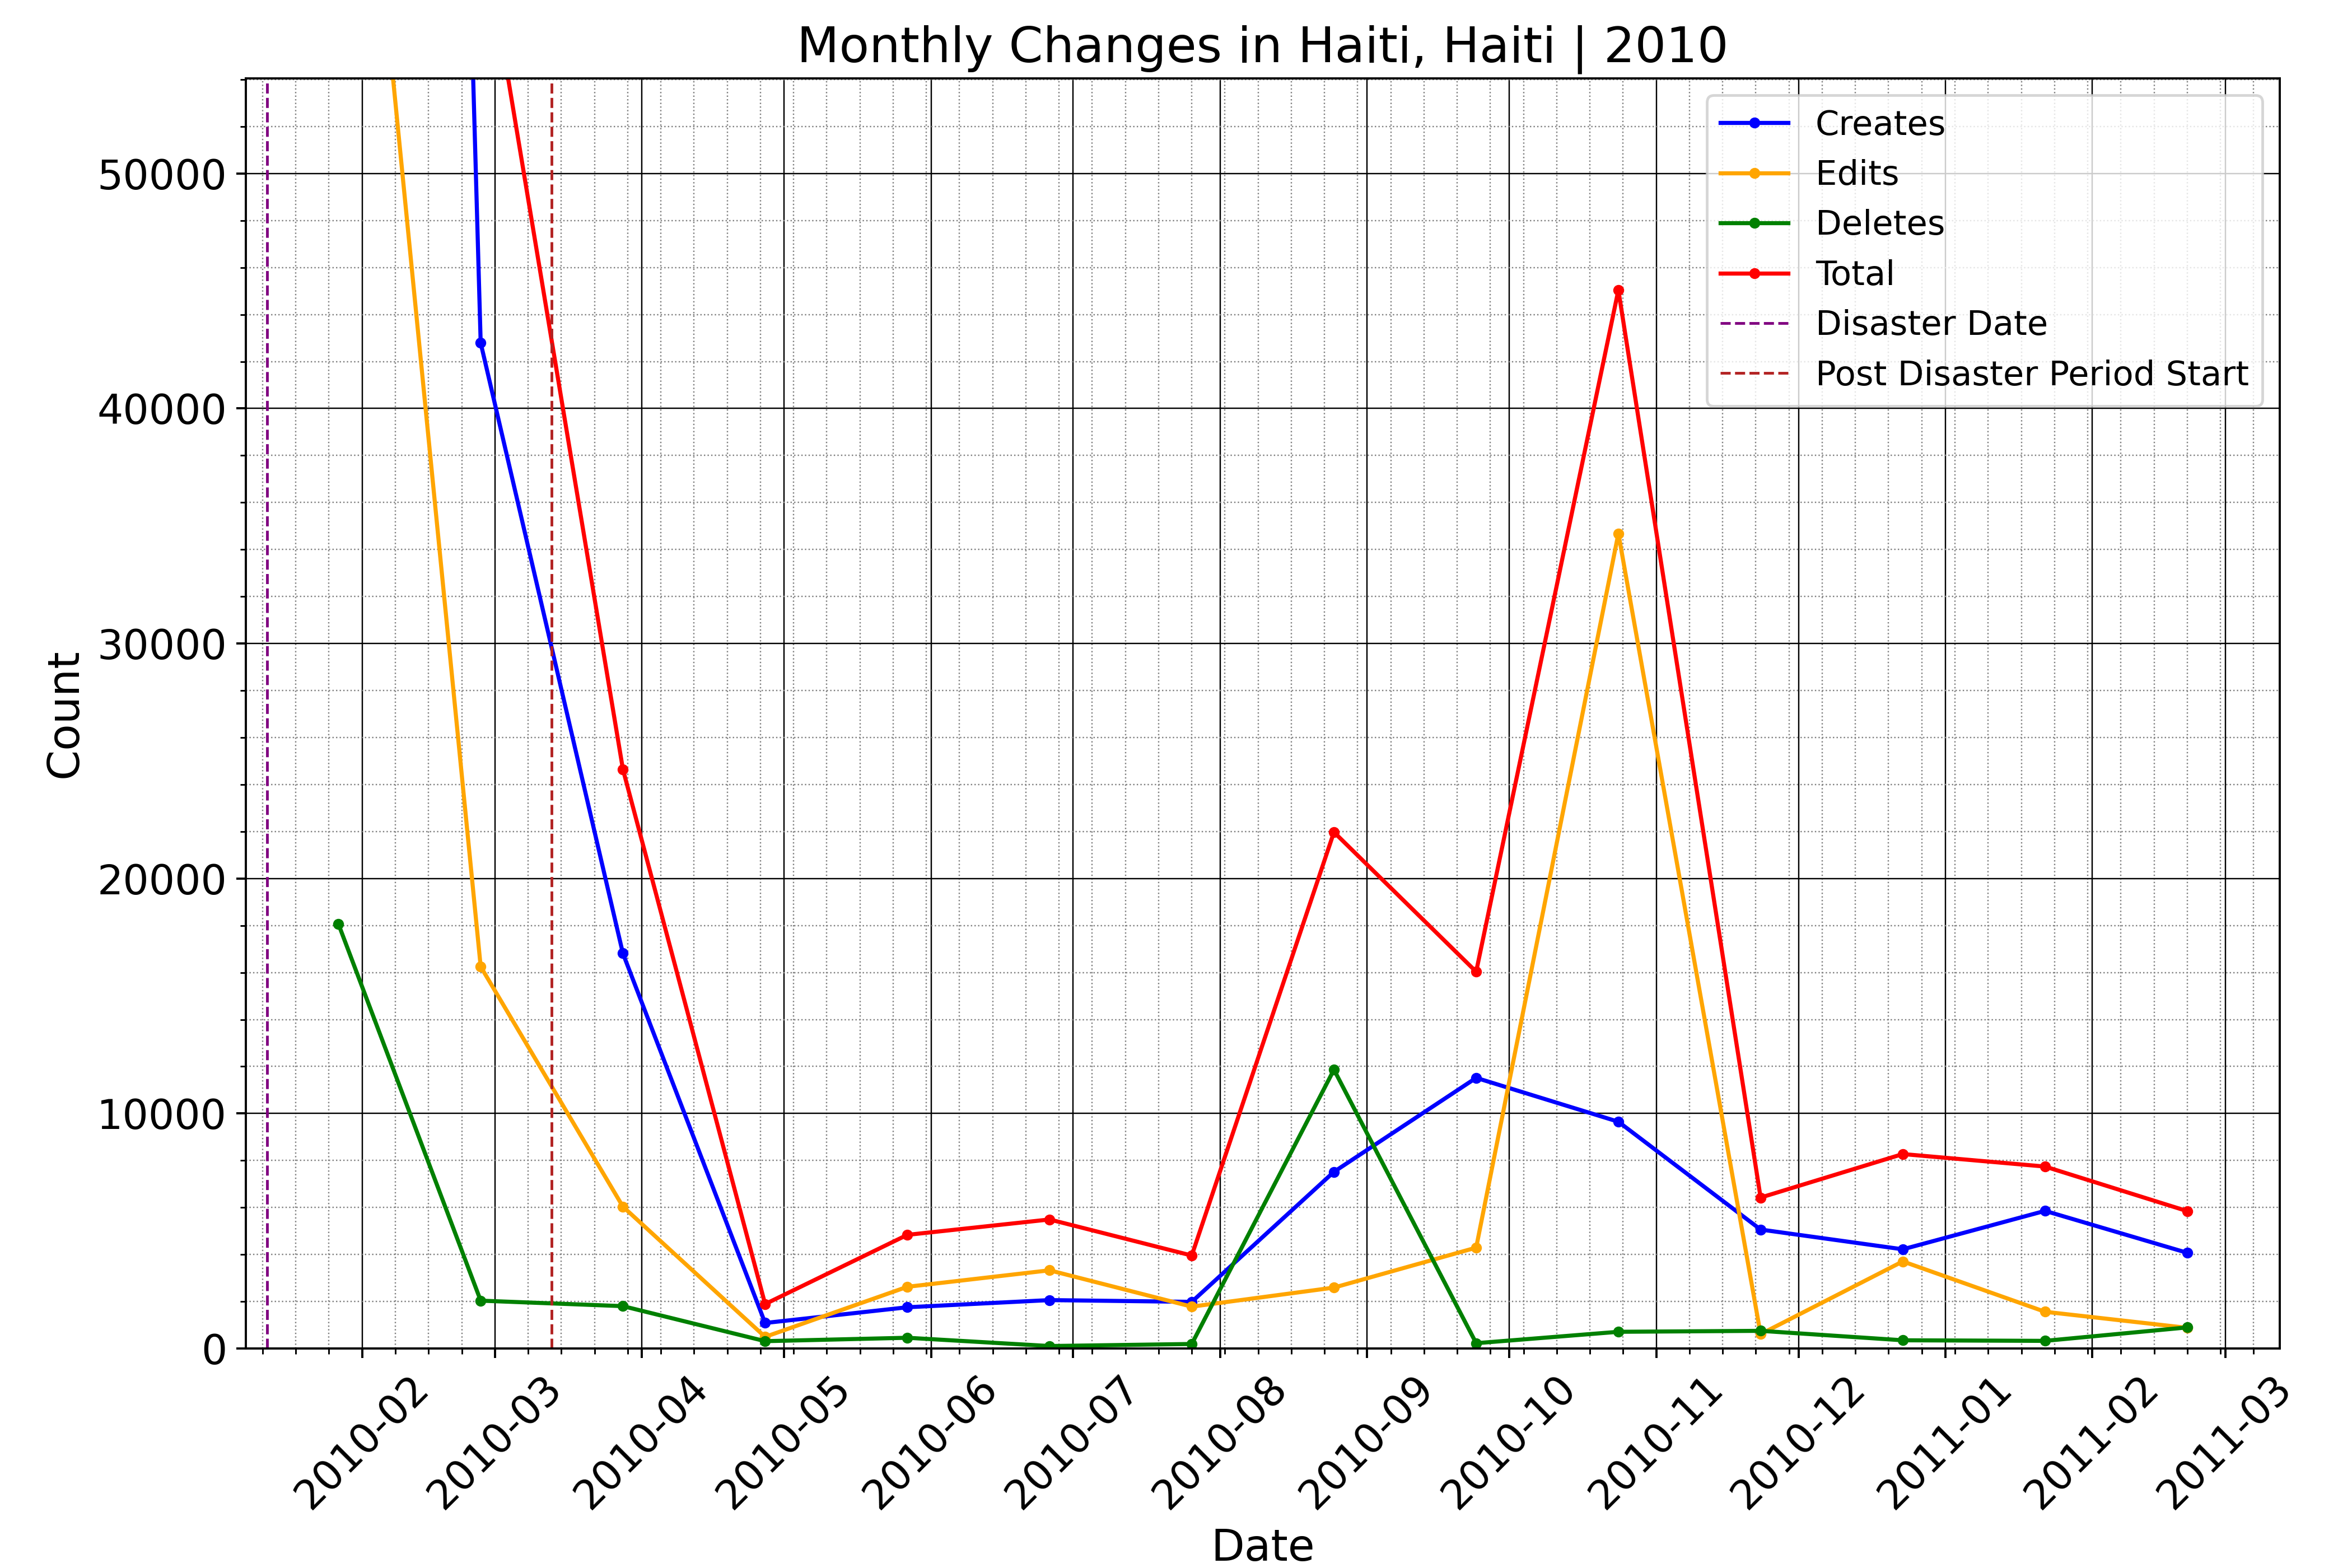 Monthly Changes in Haiti, Haiti | 2010
Creates
Edits
Deletes
Total
Disaster Date
Post Disaster Period Start
Count
50000
40000
30000
20000
10000
0
2010-02
2010-03
2010-04
2010-05
2010-06
2010-07
2010-08
2010-09
2010-10
2010-11
2010-12
2011-01
2011-02
2011-03
Date